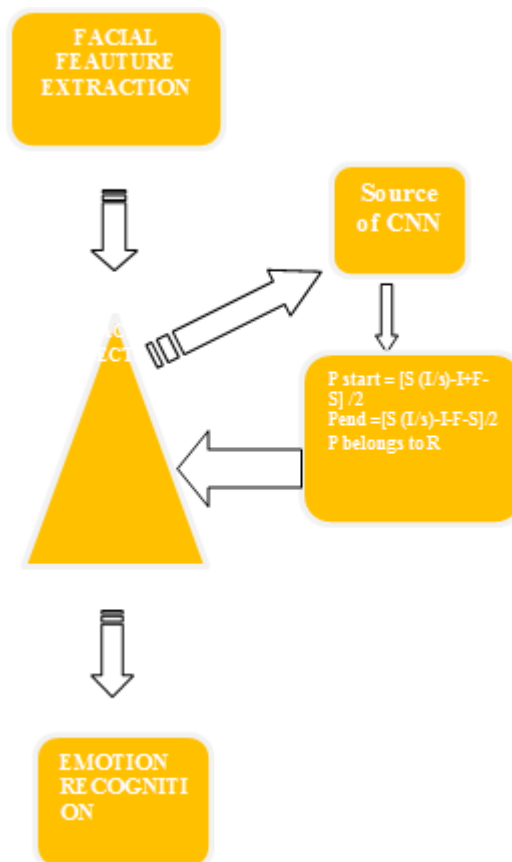 FACIAL
FEAUTURE
EXTRACTION
Source
of CNN
P start = [S (I/s)-I+F-
S] /2
Pend =[S (I/s)-I-F-S]/2
P belongs to R
EMOTION
RECOGNITI
ON